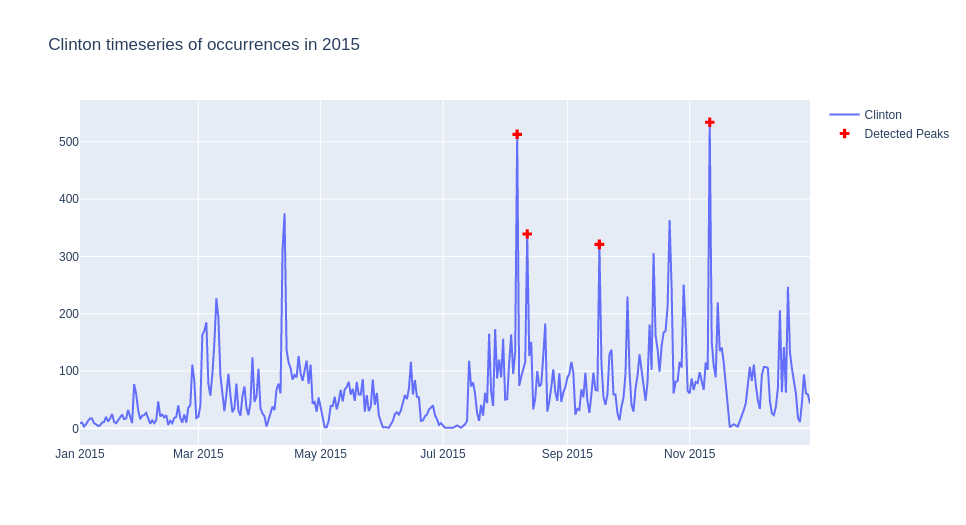 Clinton timeseries of occurrences in 2015
Clinton
Detected Peaks
500
400
300
200
100
0
Jan 2015
Mar 2015
May 2015
Jul 2015
Sep 2015
Nov 2015